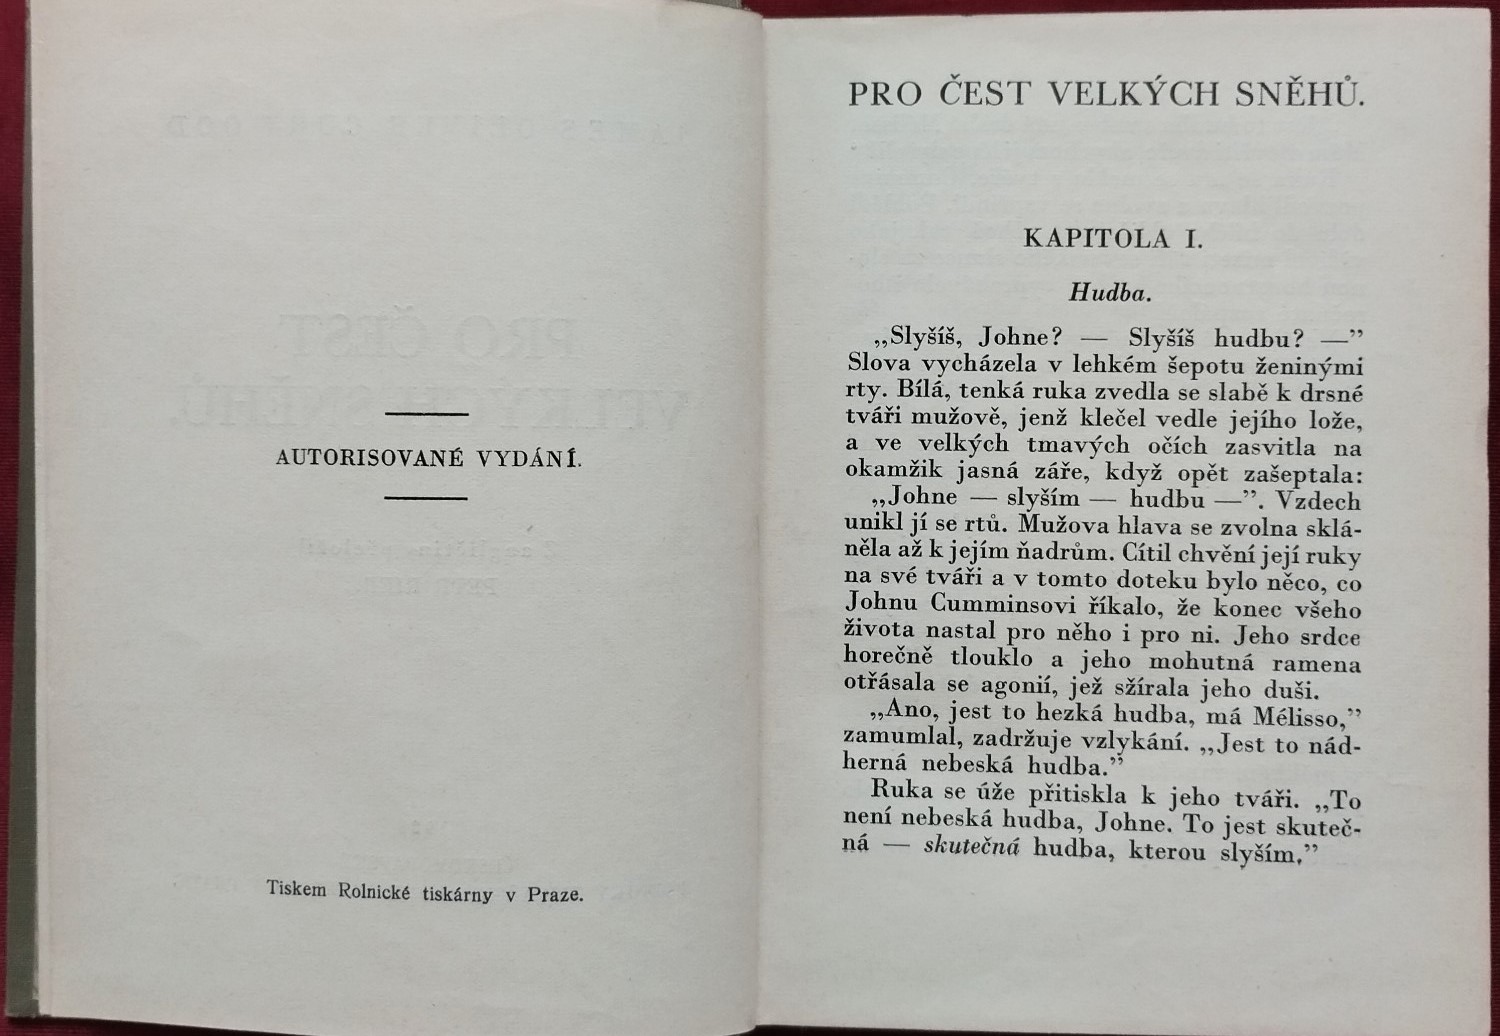 AUTORISOVANÉ VYDÁNÍ.
Tiskem Rolnické tiskárny v Praze.
PRO ČEST VELKÝCH SNĚHŮ.
KAPITOLA I.
Hudba.
„Slyšíš, Johne? — Slyšíš hudbu? —”
Slova vycházela v lehkém šepotu ženinými
rty. Bílá, tenká ruka zvedla se slabě k drsné
tváři mužově, jenž klečel vedle jejího lože,
a ve velkých tmavých očích zasvitla na
okamžik jasná záře, když opět zašeptala:
„Johne — slyším — hudbu —”. Vzdech
unikl jí se rtů. Mužova hlava se zvolna sklá-
něla až k jejím ňadrům. Cítil chvění její ruky
na své tváři a v tomto doteku bylo něco, co
Johnu Cumminsovi říkalo, že konec všeho
života nastal pro něho i pro ni. Jeho srdce
horečně tlouklo a jeho mohutná ramena
otřásala se agonií, jež sžírala jeho duši.
„Ano, jest to hezká hudba, má Mélisso,”
zamumlal, zadržuje vzlykání. „Jest to nád-
herná nebeská hudba.”
Ruka se úže přitiskla k jeho tváři. „To
není nebeská hudba, Johne. To jest skuteč-
ná — skutečná hudba, kterou slyším.”